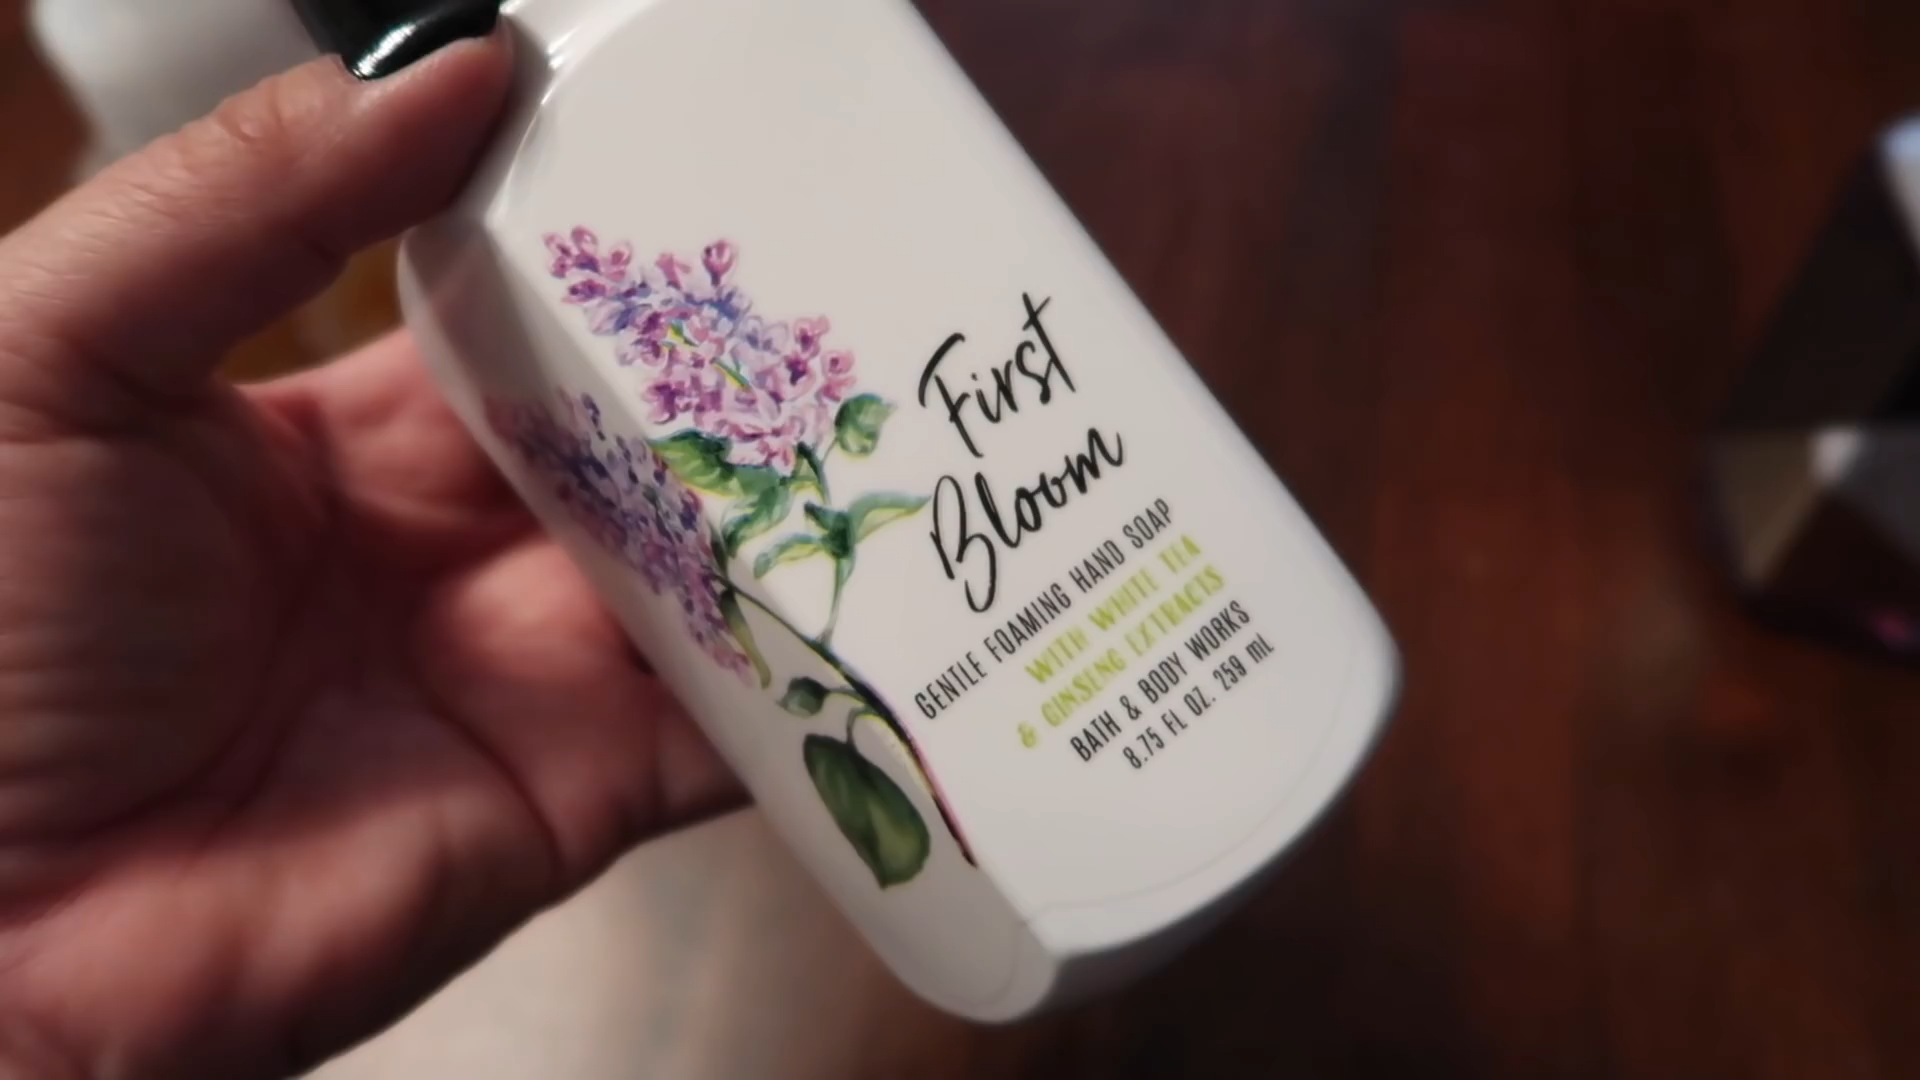 First
Bloom
GENTLE FOAMING HAND SOAP
WITH WHITE TEA
& GINSENG EXTRACTS
BATH & BODY WORKS
8.75 FL OZ. 259 mL